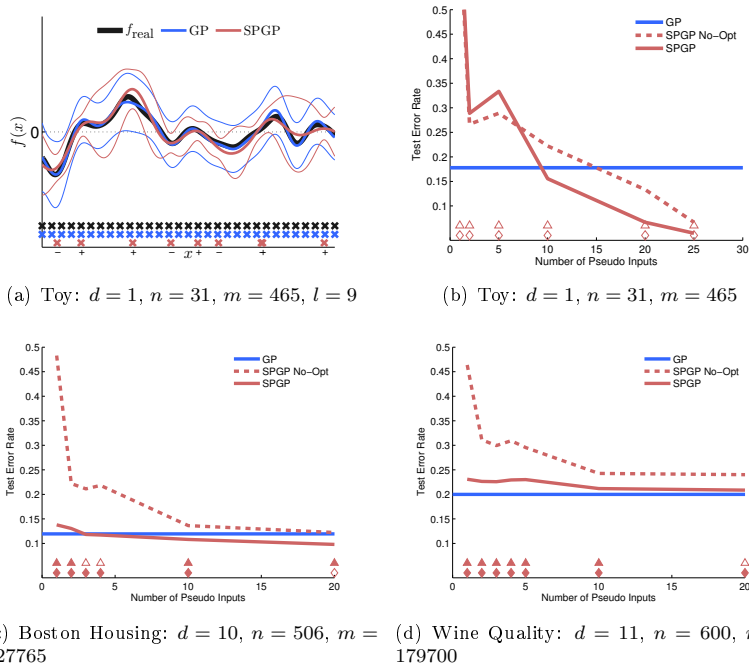 f_real GP SPGP
f(x)
0
− + + − + − + +
x
(a) Toy: d = 1, n = 31, m = 465, l = 9
0.5
0.45
0.4
0.35
0.3
0.25
0.2
0.15
0.1
Test Error Rate
GP
SPGP No−Opt
SPGP
0 5 10 15 20 25 30
Number of Pseudo Inputs
(b) Toy: d = 1, n = 31, m = 465
0.5
0.45
0.4
0.35
0.3
0.25
0.2
0.15
0.1
Test Error Rate
GP
SPGP No−Opt
SPGP
0 5 10 15 20
Number of Pseudo Inputs
) Boston Housing: d = 10, n = 506, m =
27765
0.5
0.45
0.4
0.35
0.3
0.25
0.2
0.15
0.1
Test Error Rate
GP
SPGP No−Opt
SPGP
0 5 10 15 20
Number of Pseudo Inputs
(d) Wine Quality: d = 11, n = 600,
179700